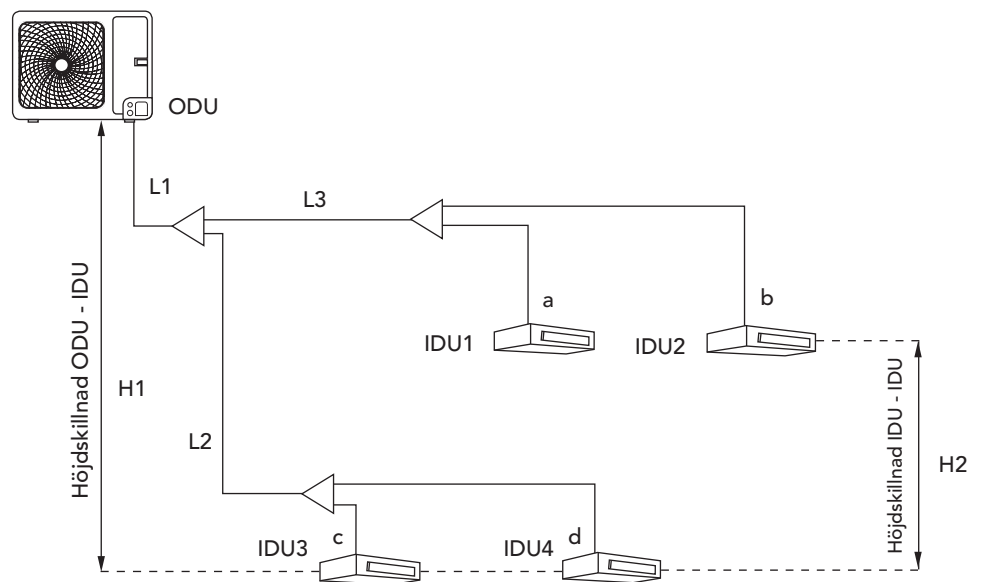 ODU
L1
L3
a
b
IDU1
IDU2
Höjdskillnad ODU - IDU
H1
L2
Höjdskillnad IDU - IDU
H2
IDU3
c
IDU4
d